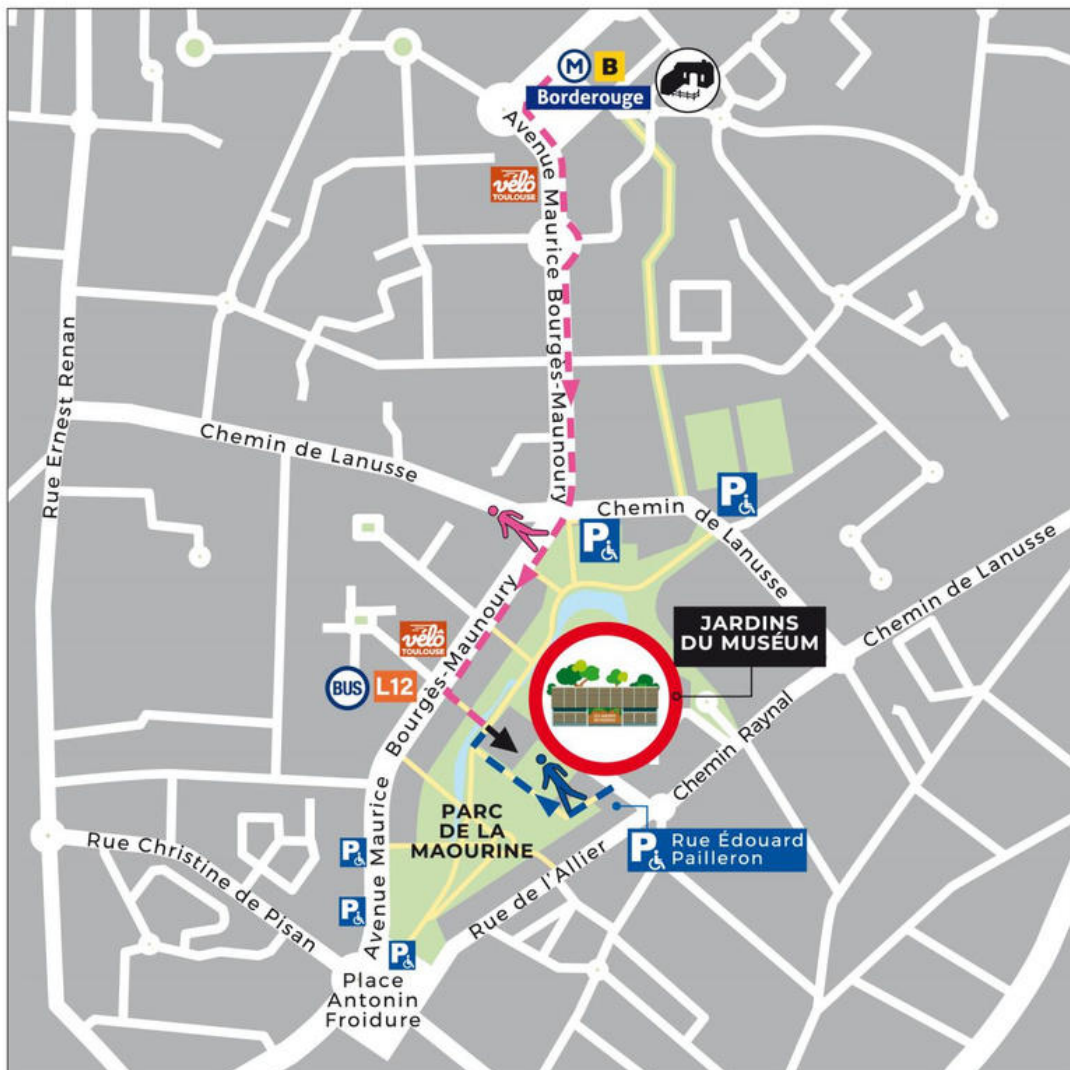 M B
Borderouge
Avenue Maurice Bourgès-Maunoury
vélô
TOULOUSE
Rue Ernest Renan
Chemin de Lanusse
Chemin de Lanusse
P
P
Chemin de Lanusse
JARDINS
DU MUSÉUM
vélô
TOULOUSE
BUS L12
Avenue Maurice Bourgès-Maunoury
Chemin Raynal
PARC
DE LA
MAOURINE
P Rue Édouard
Pailleron
Rue Christine de Pisan
P
P
P
Rue de l'Allier
Place
Antonin
Froidure